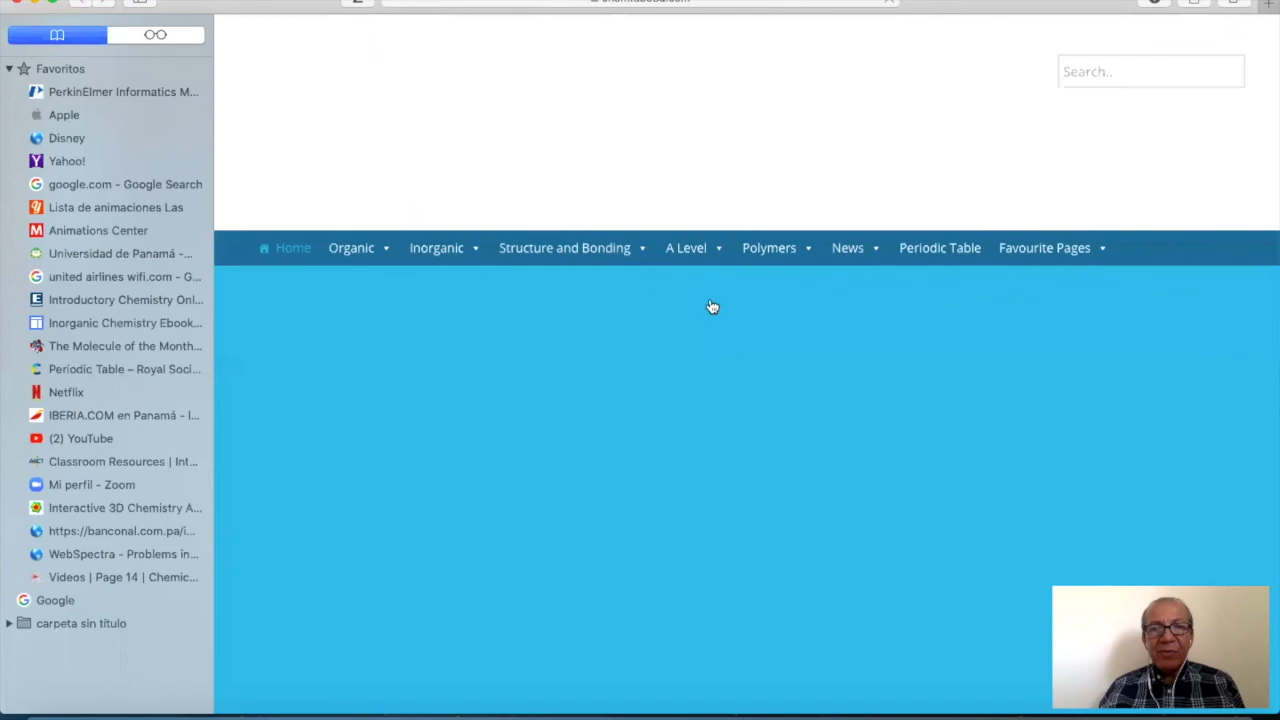 Search..
Favoritos
PerkinElmer Informatics M...
Apple
Disney
Yahoo!
google.com - Google Search
Lista de animaciones Las
Animations Center
Universidad de Panamá -...
united airlines wifi.com - G...
Introductory Chemistry Onl...
Inorganic Chemistry Ebook...
The Molecule of the Month...
Periodic Table – Royal Soci...
Netflix
IBERIA.COM en Panamá - I...
(2) YouTube
Classroom Resources | Int...
Mi perfil - Zoom
Interactive 3D Chemistry A...
https://banconal.com.pa/i...
WebSpectra - Problems in...
Videos | Page 14 | Chemic...
Google
carpeta sin título
Home Organic Inorganic Structure and Bonding A Level Polymers News Periodic Table Favourite Pages